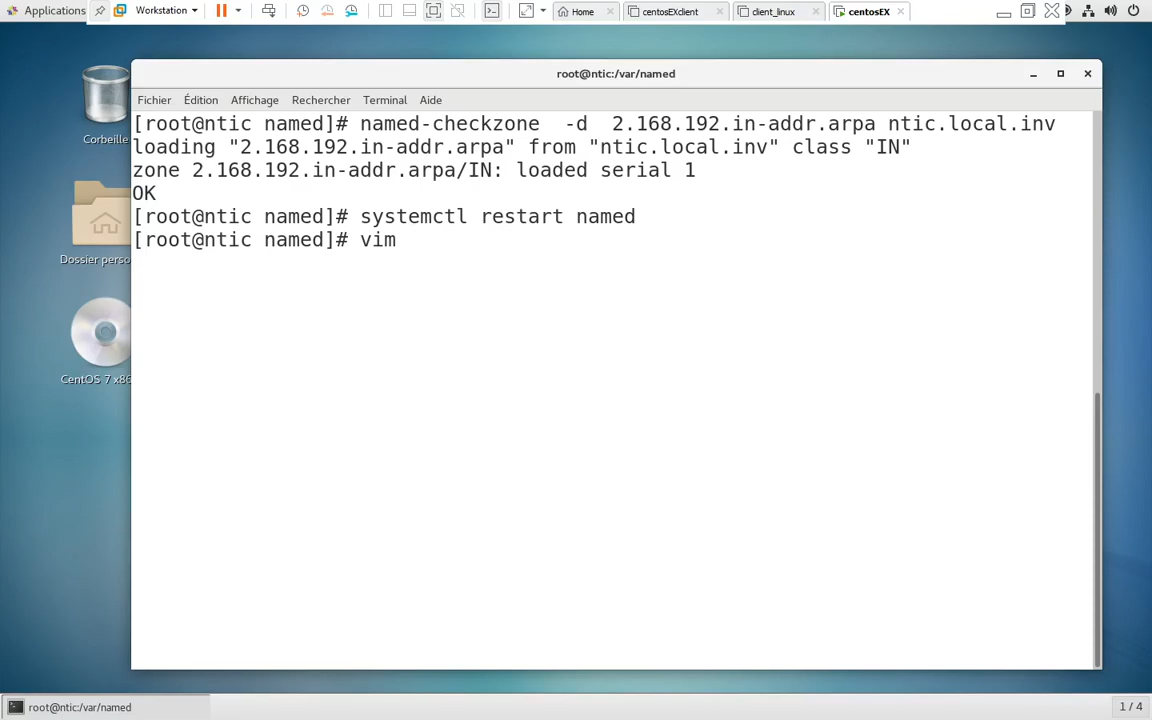 Applications
Workstation
Home
centosEXclient
client_linux
centosEX
root@ntic:/var/named
Fichier Édition Affichage Rechercher Terminal Aide
[root@ntic named]# named-checkzone -d 2.168.192.in-addr.arpa ntic.local.inv
loading "2.168.192.in-addr.arpa" from "ntic.local.inv" class "IN"
zone 2.168.192.in-addr.arpa/IN: loaded serial 1
OK
[root@ntic named]# systemctl restart named
[root@ntic named]# vim
Corbeille
Dossier perso
CentOS 7 x86
root@ntic:/var/named
1 / 4